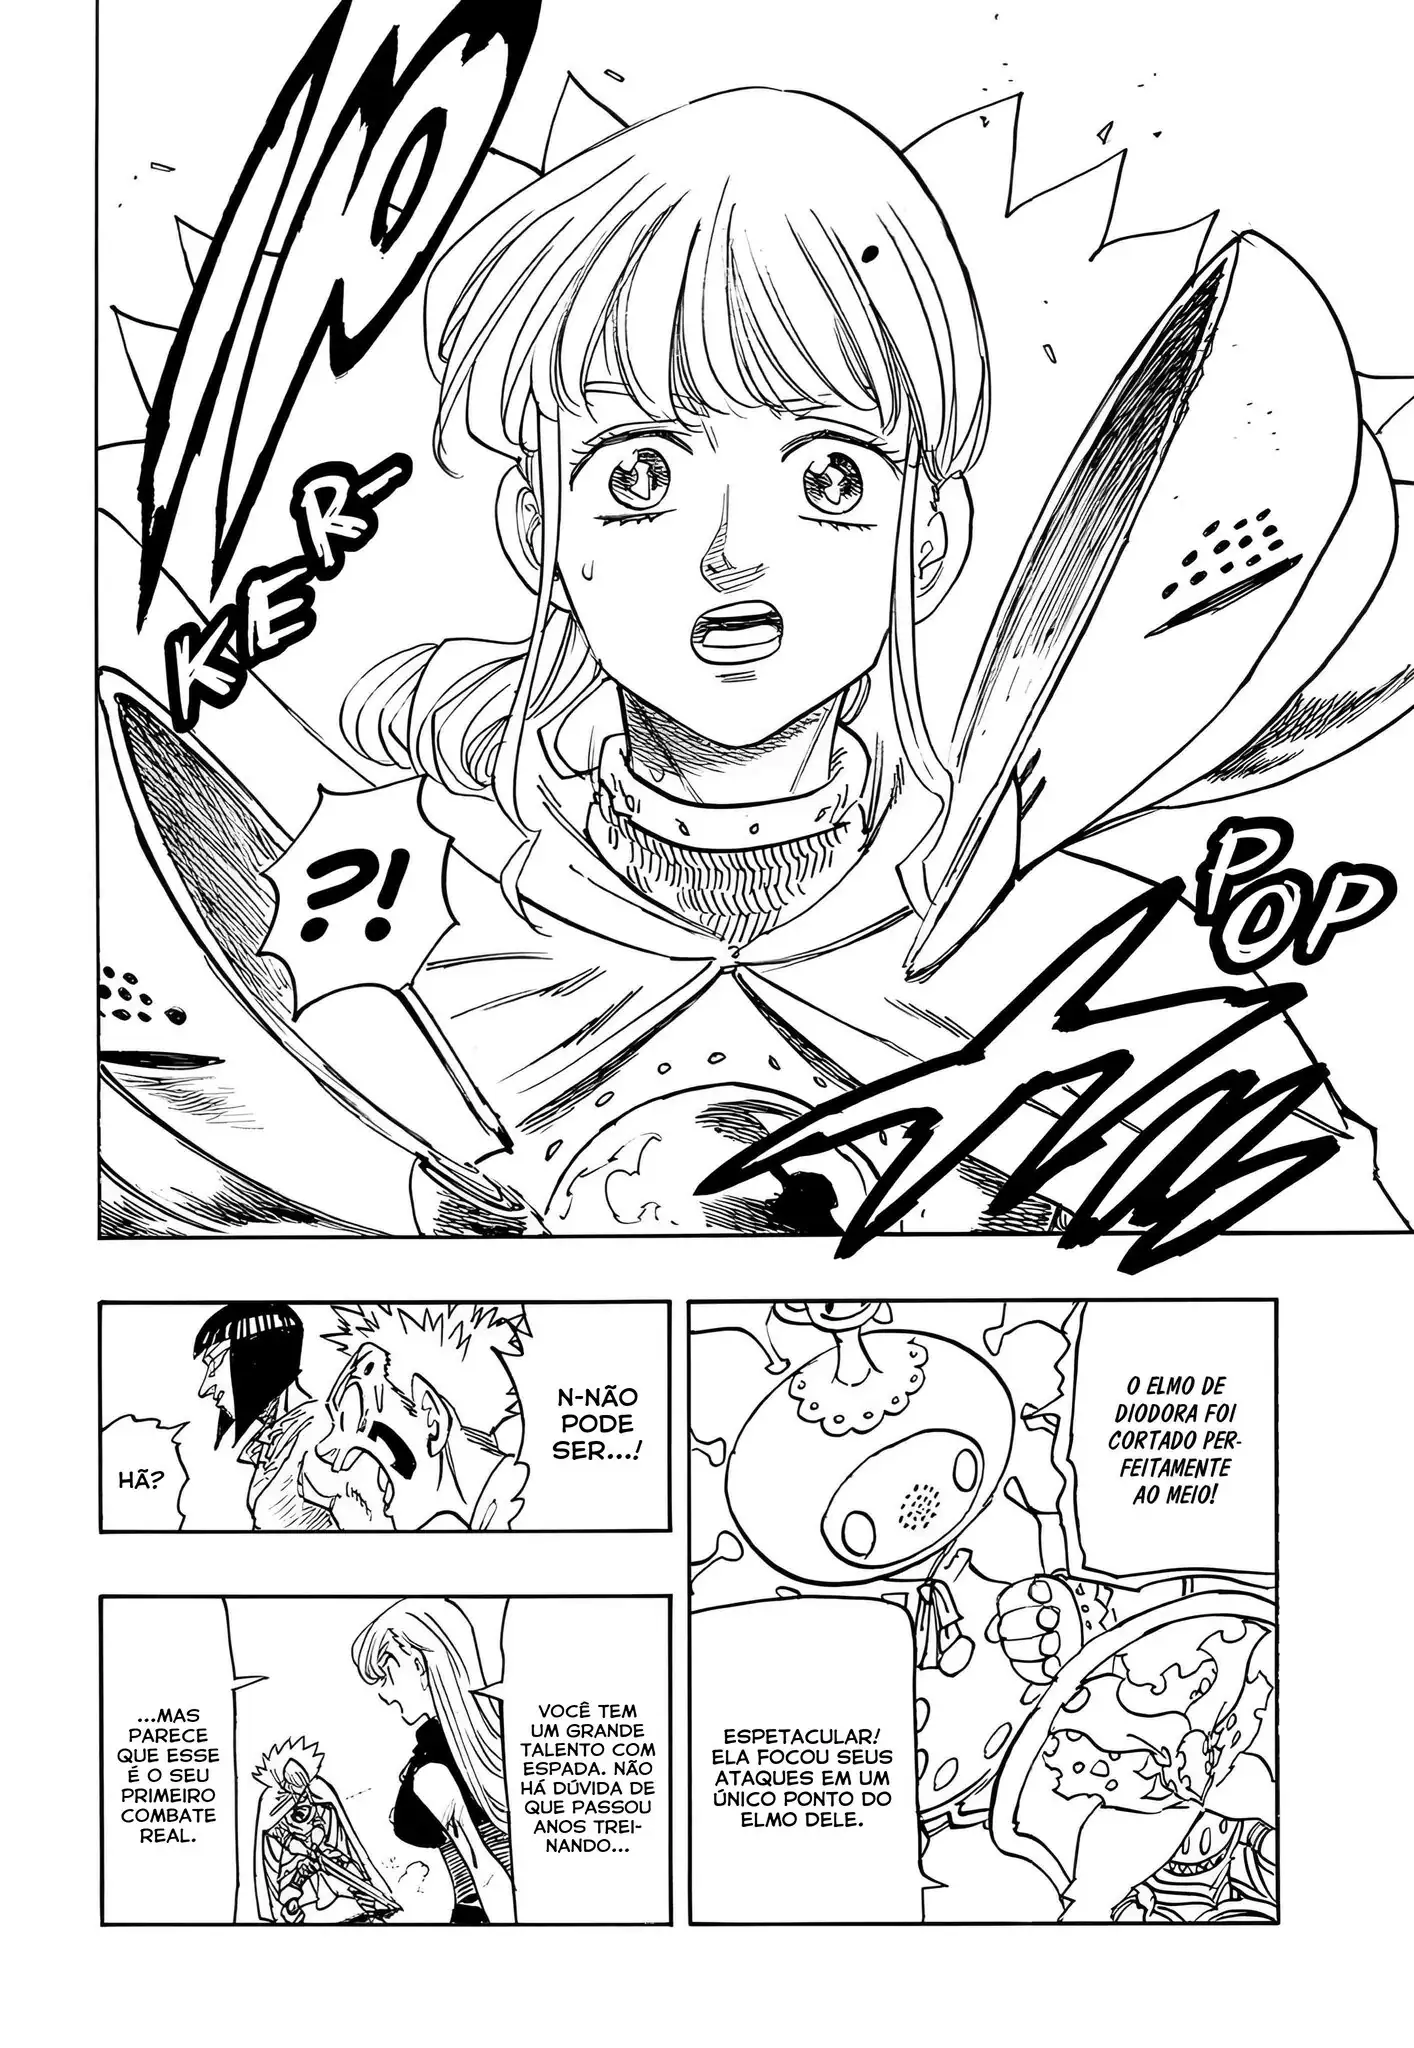 KER-
?!
POP
O ELMO DE
DIODORA FOI
CORTADO PER-
FEITAMENTE
AO MEIO!
ESPETACULAR!
ELA FOCOU SEUS
ATAQUES EM UM
ÚNICO PONTO DO
ELMO DELE.
N-NÃO
PODE
SER...!
HÃ?
VOCÊ TEM
UM GRANDE
TALENTO COM
ESPADA. NÃO
HÁ DÚVIDA DE
QUE PASSOU
ANOS TREI-
NANDO...
...MAS
PARECE
QUE ESSE
É O SEU
PRIMEIRO
COMBATE
REAL.